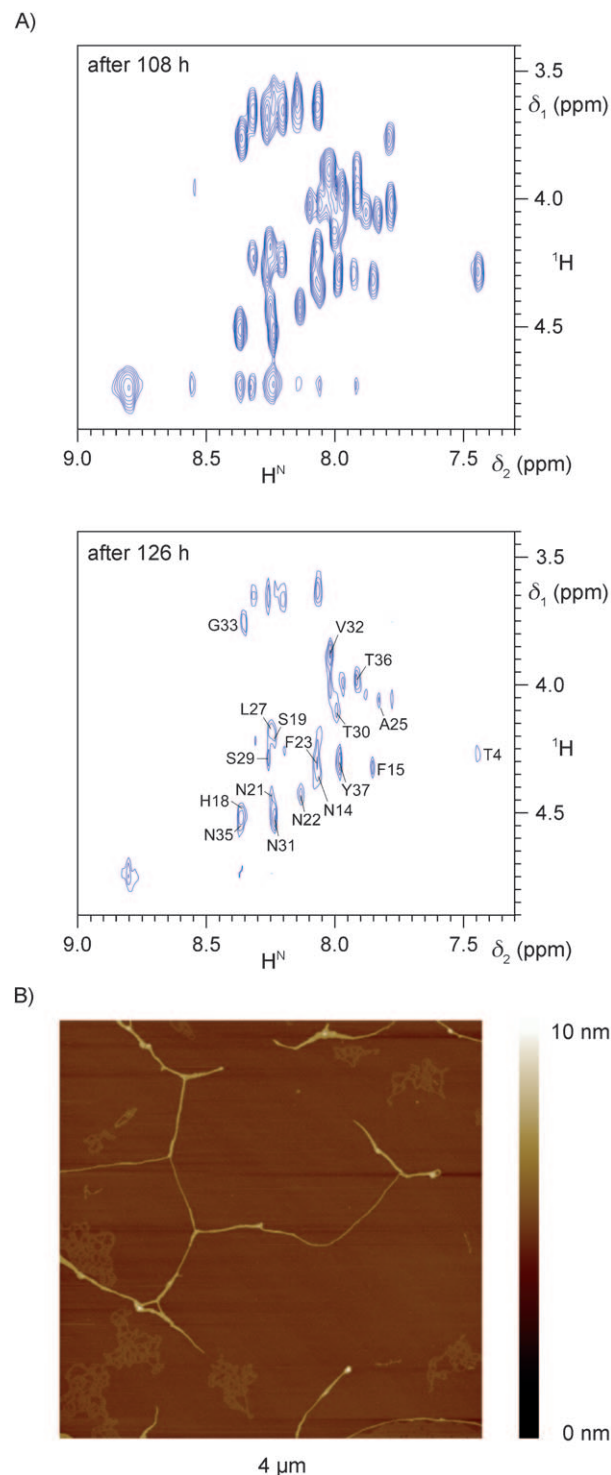 A)
after 108 h
3.5
δ₁ (ppm)
4.0
¹H
4.5
9.0 8.5 8.0 7.5 δ₂ (ppm)
Hᴺ
after 126 h
3.5
δ₁ (ppm)
G33
V32
T36
4.0
L27
S19
T30
A25
¹H
S29
F23
T4
N21
Y37
F15
H18
N22
N14
4.5
N35
N31
9.0 8.5 8.0 7.5 δ₂ (ppm)
Hᴺ
B)
10 nm
0 nm
4 µm